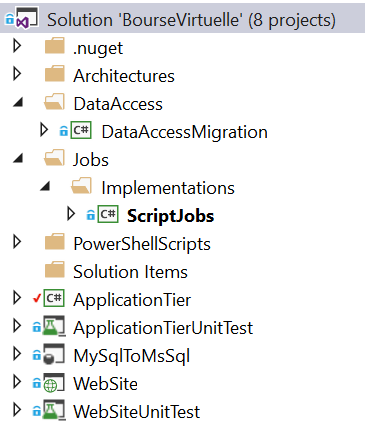 Solution 'BourseVirtuelle' (8 projects)
.nuget
Architectures
DataAccess
C# DataAccessMigration
Jobs
Implementations
C# ScriptJobs
PowerShellScripts
Solution Items
C# ApplicationTier
ApplicationTierUnitTest
MySqlToMsSql
WebSite
WebSiteUnitTest